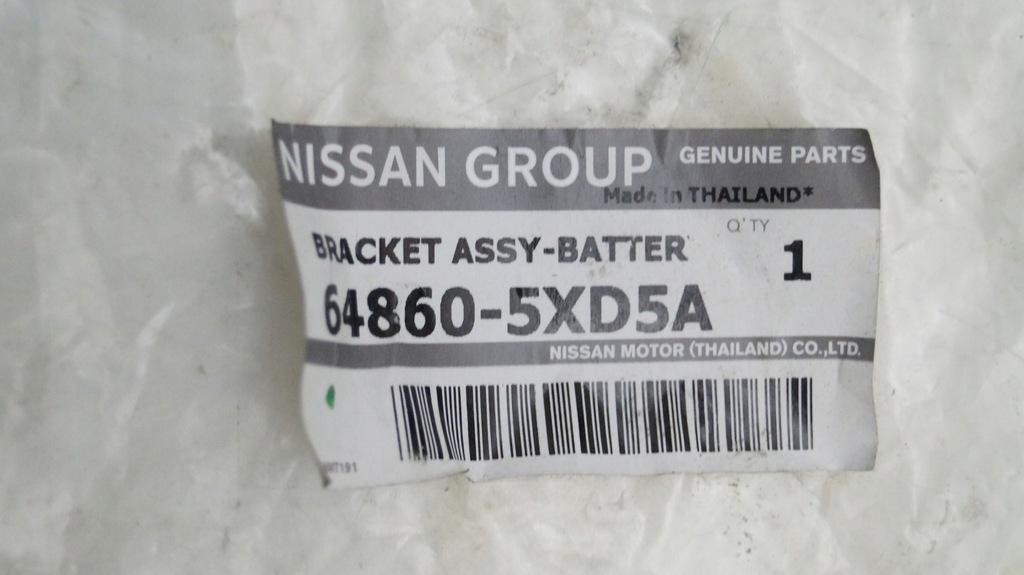 NISSAN GROUP GENUINE PARTS
Made in THAILAND*
Q'TY
BRACKET ASSY-BATTER 1
64860-5XD5A
NISSAN MOTOR (THAILAND) CO.,LTD.